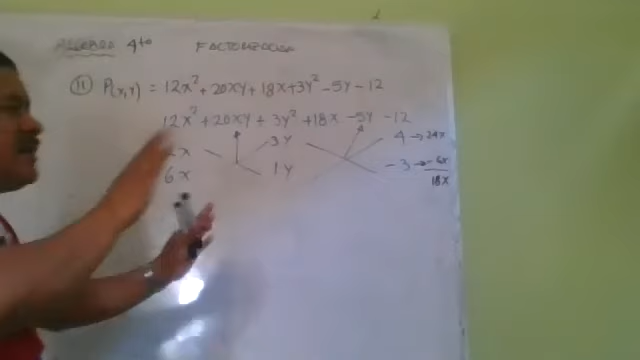 ALGEBRA 4to FACTORIZACION
11 P(x,y) = 12x² + 20xy + 18x + 3y² - 5y - 12
12x² + 20xy + 3y² + 18x - 5y - 12
2x 3y 4 → 24x
6x 1y -3 → -6x
18x